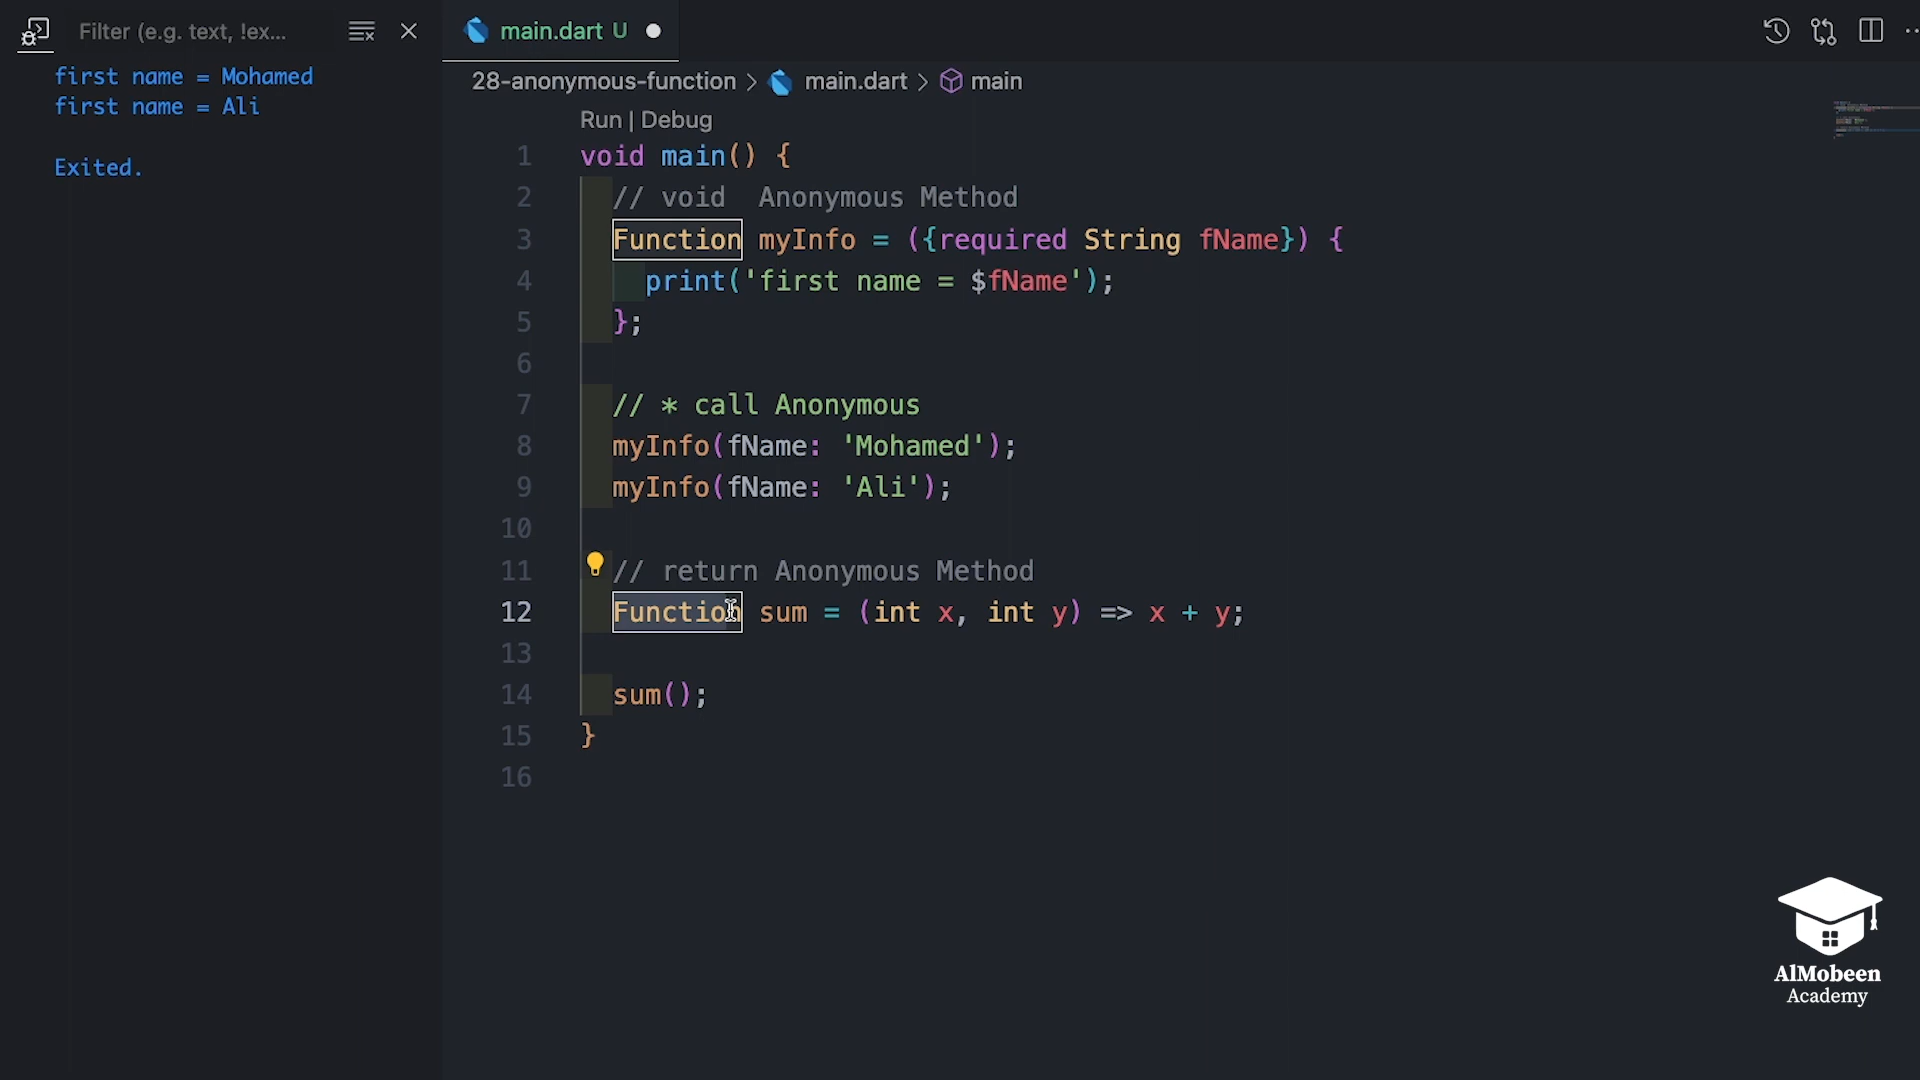 Filter (e.g. text, !ex...
first name = Mohamed
first name = Ali
Exited.
main.dart U
28-anonymous-function > main.dart > main
Run | Debug
1 void main() {
2 // void  Anonymous Method
3 Function myInfo = ({required String fName}) {
4 print('first name = $fName');
5 };
6
7 // * call Anonymous
8 myInfo(fName: 'Mohamed');
9 myInfo(fName: 'Ali');
10
11 // return Anonymous Method
12 Function sum = (int x, int y) => x + y;
13
14 sum();
15 }
16
AlMobeen
Academy